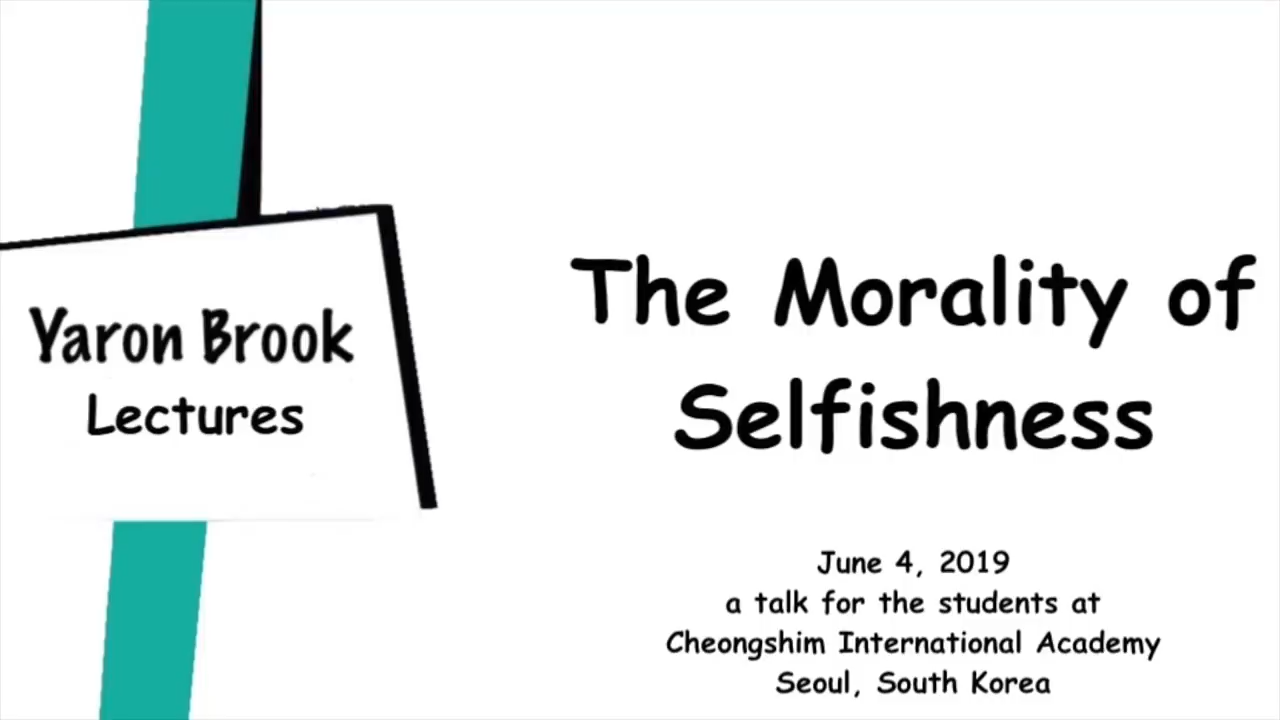 Yaron Brook
Lectures
The Morality of
Selfishness
June 4, 2019
a talk for the students at
Cheongshim International Academy
Seoul, South Korea